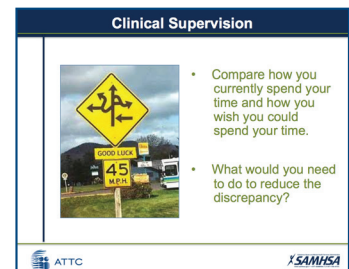 Clinical Supervision
• Compare how you
currently spend your
time and how you
wish you could
spend your time.
• What would you need
to do to reduce the
discrepancy?
GOOD LUCK
45
M.P.H.
ATTC
SAMHSA